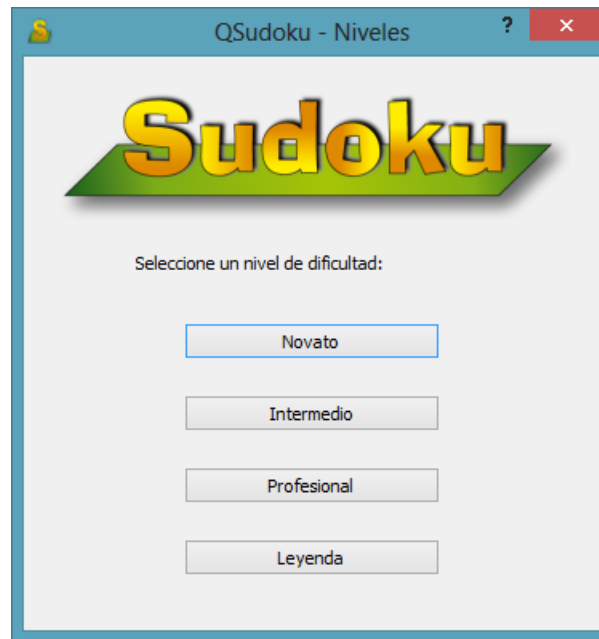 QSudoku - Niveles
Sudoku
Seleccione un nivel de dificultad:
Novato
Intermedio
Profesional
Leyenda